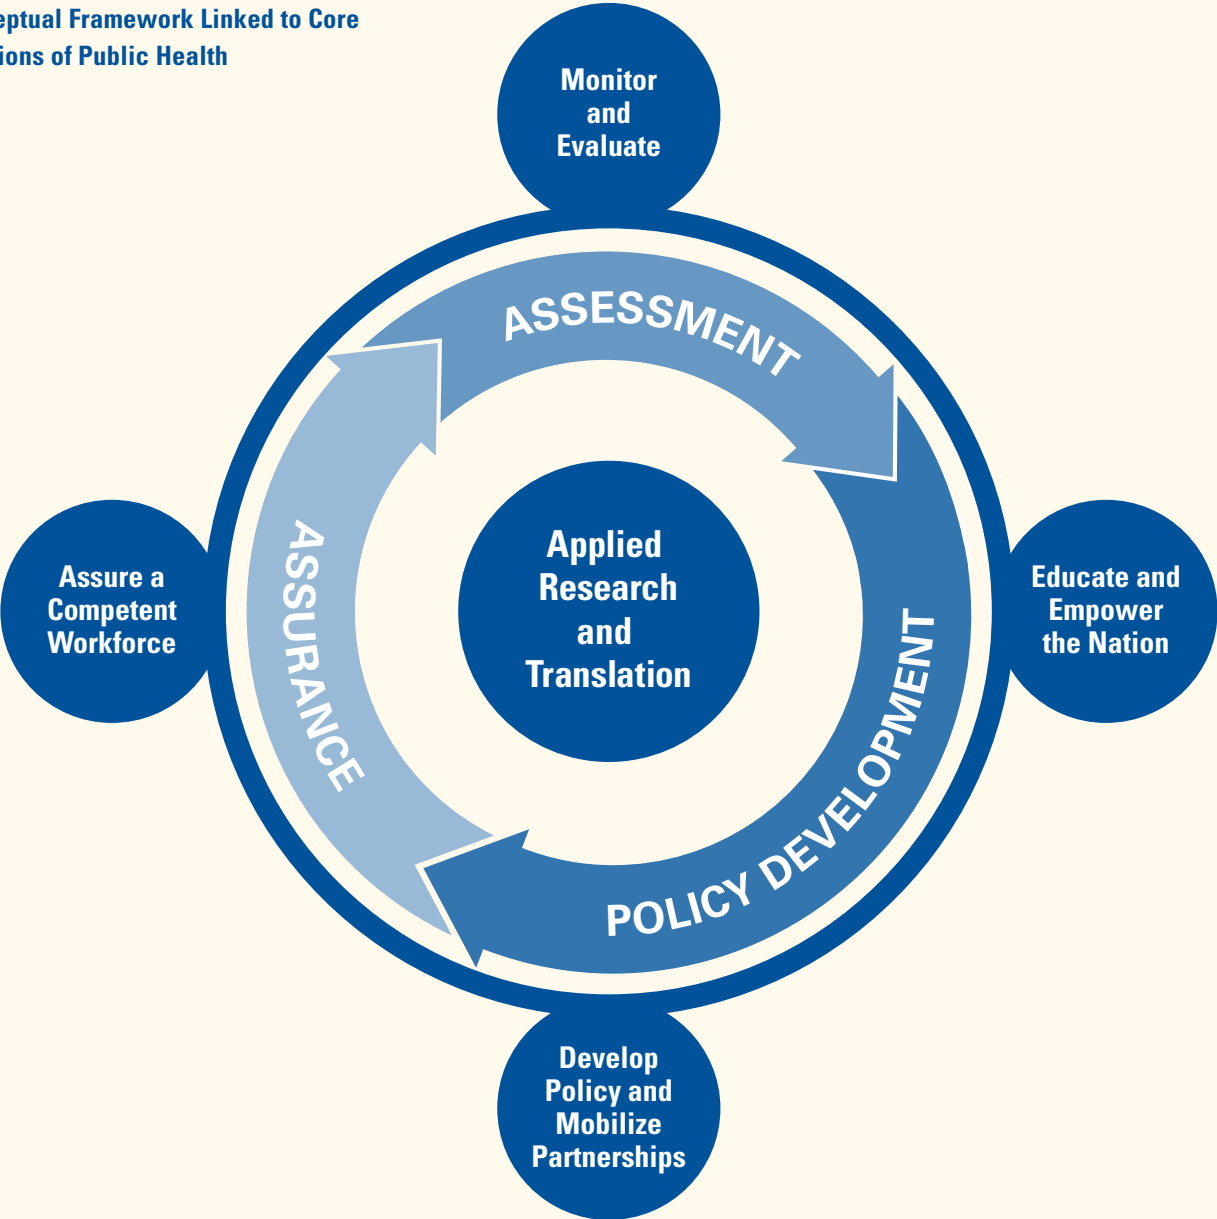 eptual Framework Linked to Core
ions of Public Health
Monitor
and
Evaluate
ASSESSMENT
Applied
Research
and
Translation
ASSURANCE
Assure a
Competent
Workforce
Educate and
Empower
the Nation
POLICY DEVELOPMENT
Develop
Policy and
Mobilize
Partnerships